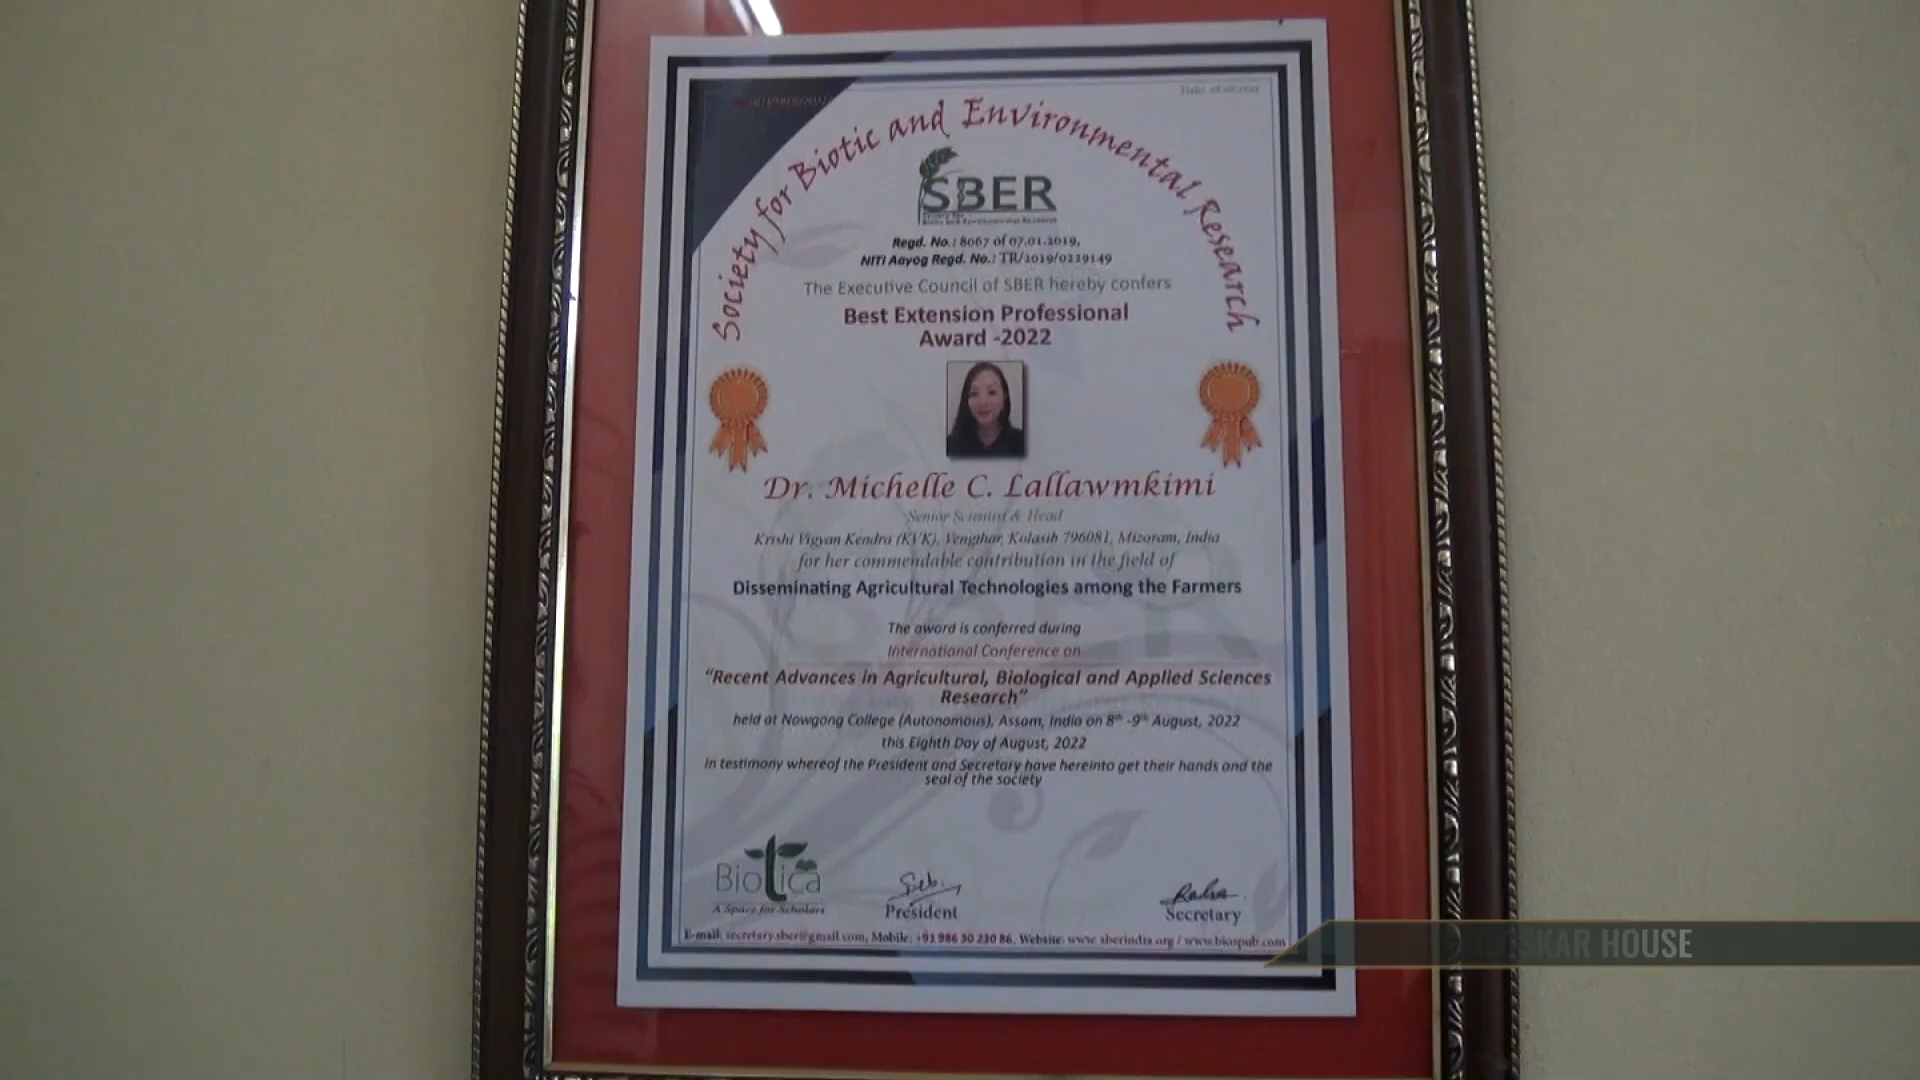 Society for Biotic and Environmental Research
SBER
Regd. No.: 8067 of 07.01.2019,
NITI Aayog Regd. No.: TR/2019/0229149
The Executive Council of SBER hereby confers
Best Extension Professional
Award -2022
Dr. Michelle C. Lallawmkimi
Senior Scientist & Head
Krishi Vigyan Kendra (KVK), Vengthar, Kolasib 796081, Mizoram, India
for her commendable contribution in the field of
Disseminating Agricultural Technologies among the Farmers
The award is conferred during
International Conference on
“Recent Advances in Agricultural, Biological and Applied Sciences
Research”
held at Nowgong College (Autonomous), Assam, India on 8th -9th August, 2022
this Eighth Day of August, 2022
In testimony whereof the President and Secretary have hereinto get their hands and the
seal of the society
Biotica
A Space for Scholars
President
Secretary
E-mail: secretary.sber@gmail.com, Mobile: +91 986 30 230 86, Website: www.sberindia.org / www.biospub.com
SKAR HOUSE